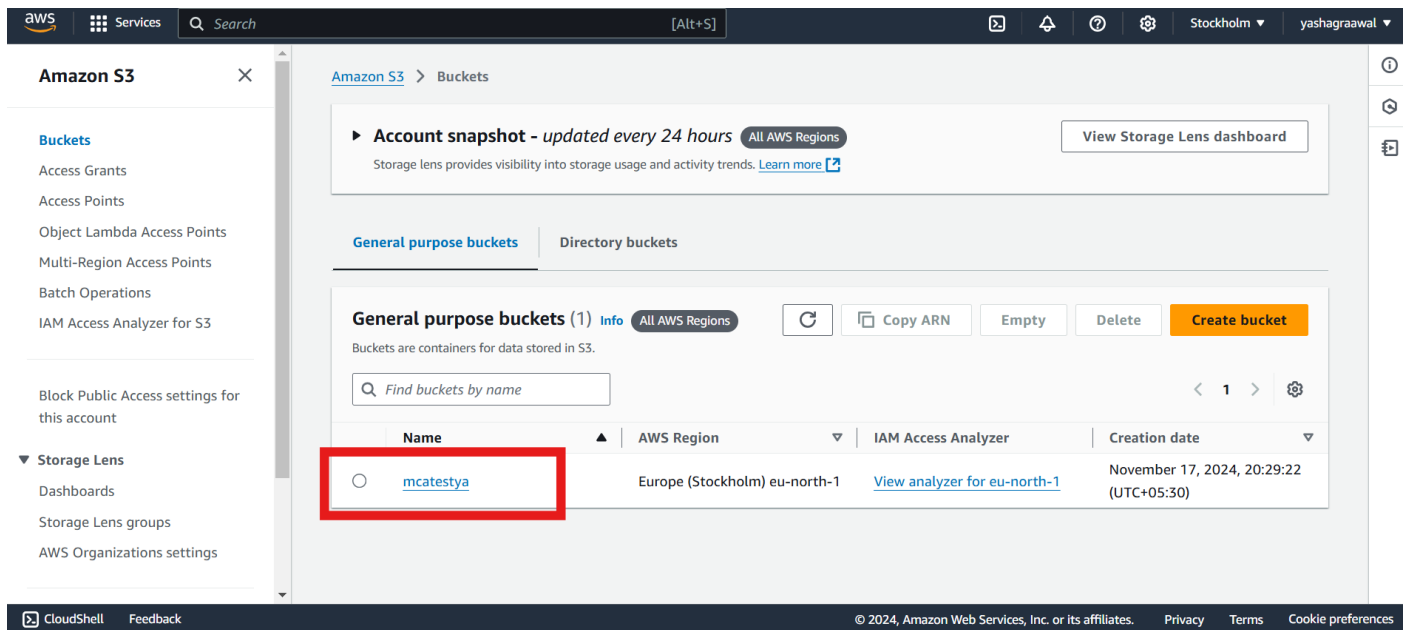 aws Services Search [Alt+S] Stockholm ▼ yashagraawal ▼
Amazon S3
Buckets
Access Grants
Access Points
Object Lambda Access Points
Multi-Region Access Points
Batch Operations
IAM Access Analyzer for S3
Block Public Access settings for
this account
▼ Storage Lens
Dashboards
Storage Lens groups
AWS Organizations settings
Amazon S3 > Buckets
Account snapshot - updated every 24 hours All AWS Regions
View Storage Lens dashboard
Storage lens provides visibility into storage usage and activity trends. Learn more
General purpose buckets Directory buckets
General purpose buckets (1) Info All AWS Regions
Copy ARN Empty Delete Create bucket
Buckets are containers for data stored in S3.
Find buckets by name
< 1 >
Name AWS Region IAM Access Analyzer Creation date
mcatestya Europe (Stockholm) eu-north-1 View analyzer for eu-north-1 November 17, 2024, 20:29:22
(UTC+05:30)
CloudShell Feedback © 2024, Amazon Web Services, Inc. or its affiliates. Privacy Terms Cookie preferences